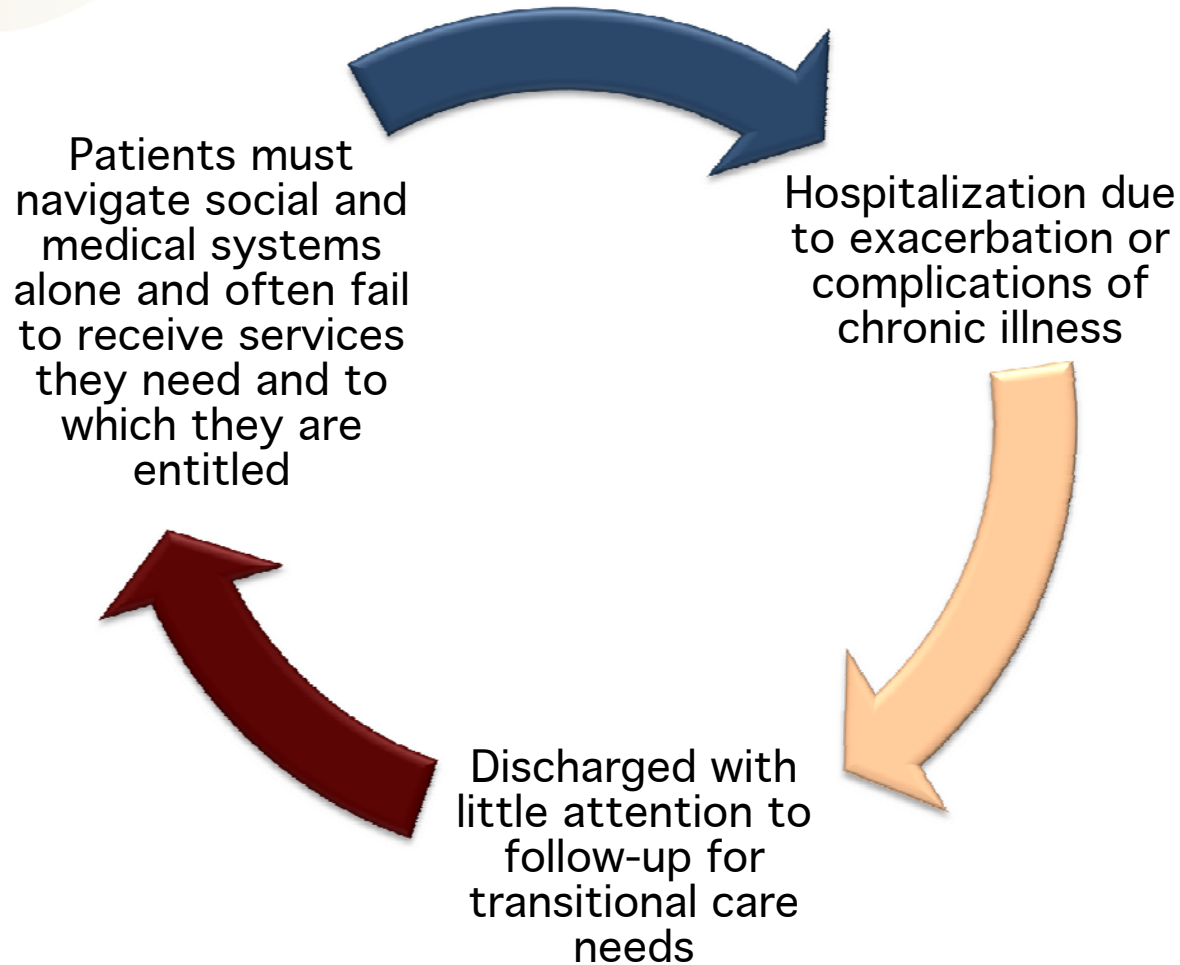 Patients must
navigate social and
medical systems
alone and often fail
to receive services
they need and to
which they are
entitled
Hospitalization due
to exacerbation or
complications of
chronic illness
Discharged with
little attention to
follow-up for
transitional care
needs